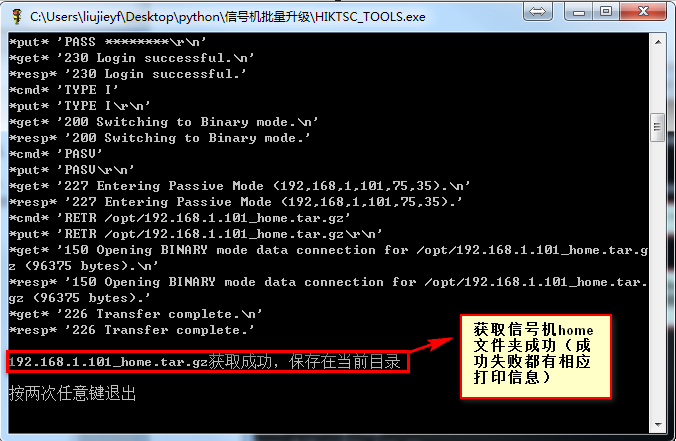 C:\Users\liujieyf\Desktop\python\信号机批量升级\HIKTSC_TOOLS.exe
*put* 'PASS ********\r\n'
*get* '230 Login successful.\n'
*resp* '230 Login successful.'
*cmd* 'TYPE I'
*put* 'TYPE I\r\n'
*get* '200 Switching to Binary mode.\n'
*resp* '200 Switching to Binary mode.'
*cmd* 'PASV'
*put* 'PASV\r\n'
*get* '227 Entering Passive Mode (192,168,1,101,75,35).\n'
*resp* '227 Entering Passive Mode (192,168,1,101,75,35).'
*cmd* 'RETR /opt/192.168.1.101_home.tar.gz'
*put* 'RETR /opt/192.168.1.101_home.tar.gz\r\n'
*get* '150 Opening BINARY mode data connection for /opt/192.168.1.101_home.tar.g
z (96375 bytes).\n'
*resp* '150 Opening BINARY mode data connection for /opt/192.168.1.101_home.tar.
gz (96375 bytes).'
*get* '226 Transfer complete.\n'
*resp* '226 Transfer complete.'
192.168.1.101_home.tar.gz获取成功，保存在当前目录
按两次任意键退出
获取信号机home
文件夹成功（成
功失败都有相应
打印信息）